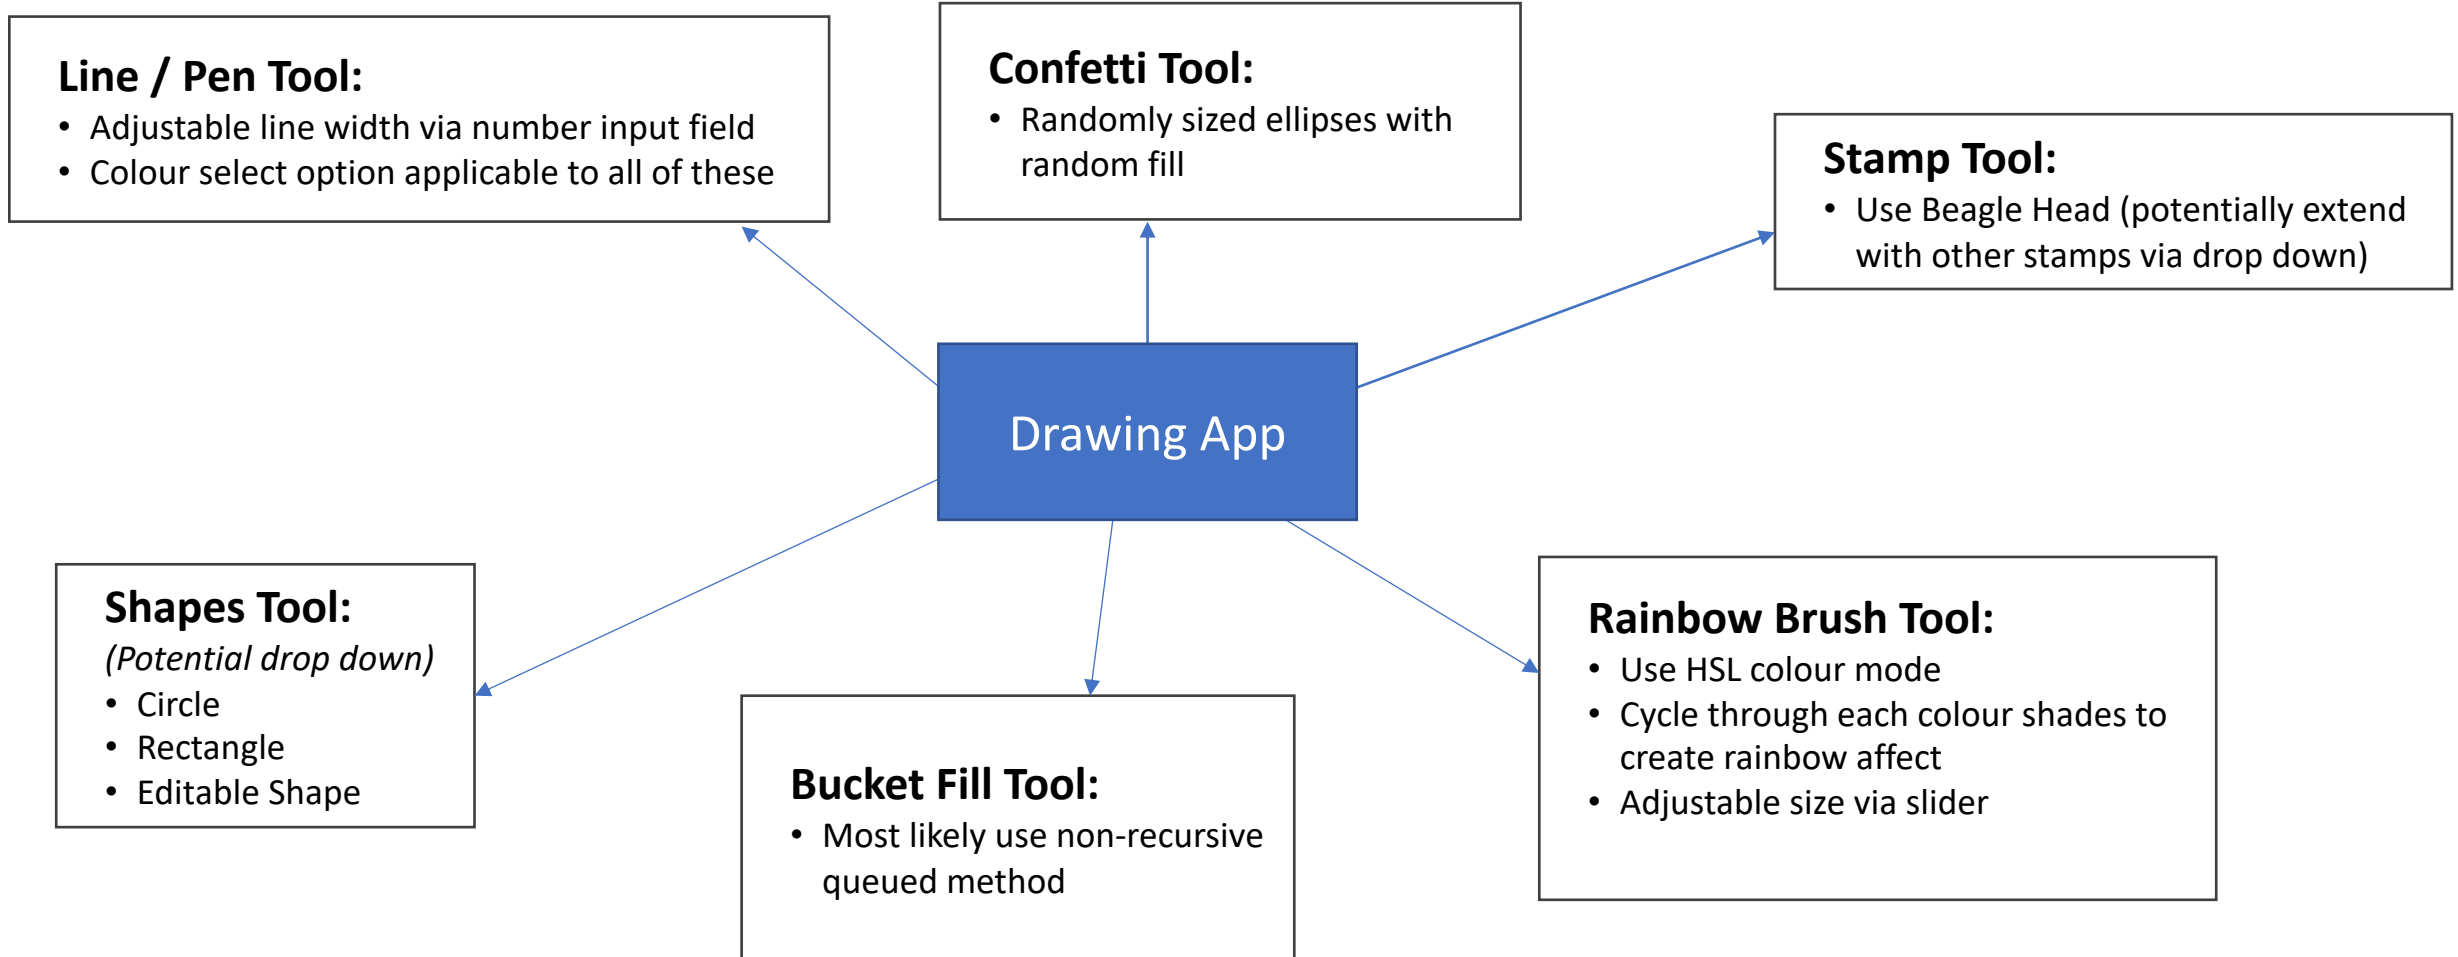 Line / Pen Tool:
• Adjustable line width via number input field
• Colour select option applicable to all of these
Confetti Tool:
• Randomly sized ellipses with
random fill
Stamp Tool:
• Use Beagle Head (potentially extend
with other stamps via drop down)
Drawing App
Shapes Tool:
(Potential drop down)
• Circle
• Rectangle
• Editable Shape
Bucket Fill Tool:
• Most likely use non-recursive
queued method
Rainbow Brush Tool:
• Use HSL colour mode
• Cycle through each colour shades to
create rainbow affect
• Adjustable size via slider